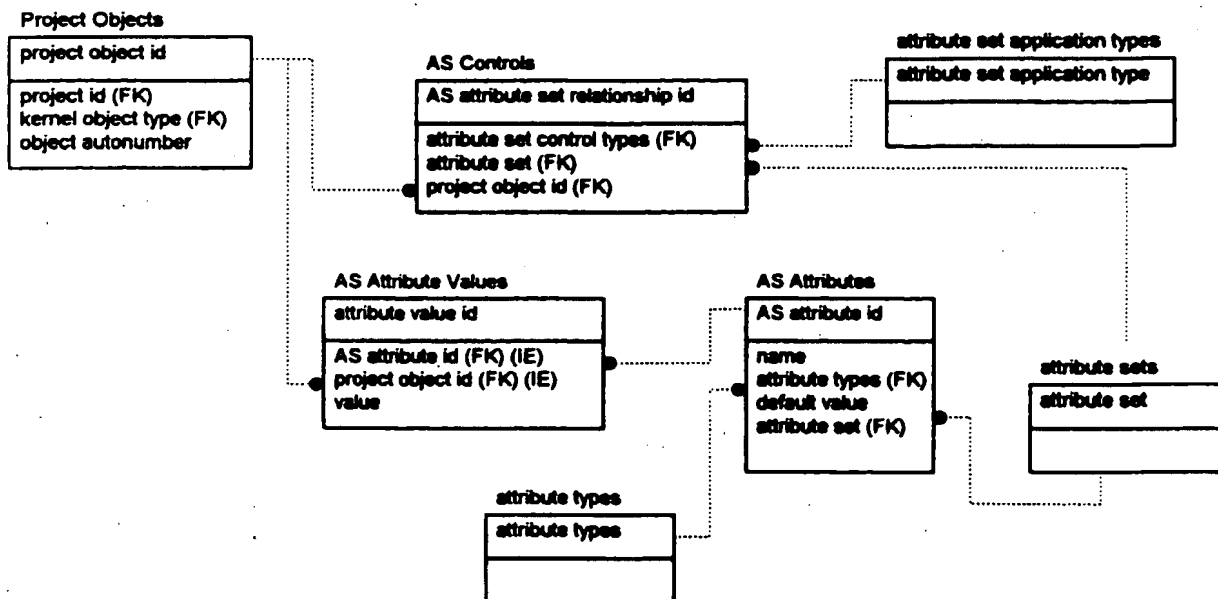 Project Objects
project object id
project id (FK)
kernel object type (FK)
object autonumber
AS Controls
AS attribute set relationship id
attribute set control types (FK)
attribute set (FK)
project object id (FK)
attribute set application types
attribute set application type
AS Attribute Values
attribute value id
AS attribute id (FK) (IE)
project object id (FK) (IE)
value
AS Attributes
AS attribute id
name
attribute types (FK)
default value
attribute set (FK)
attribute sets
attribute set
attribute types
attribute types